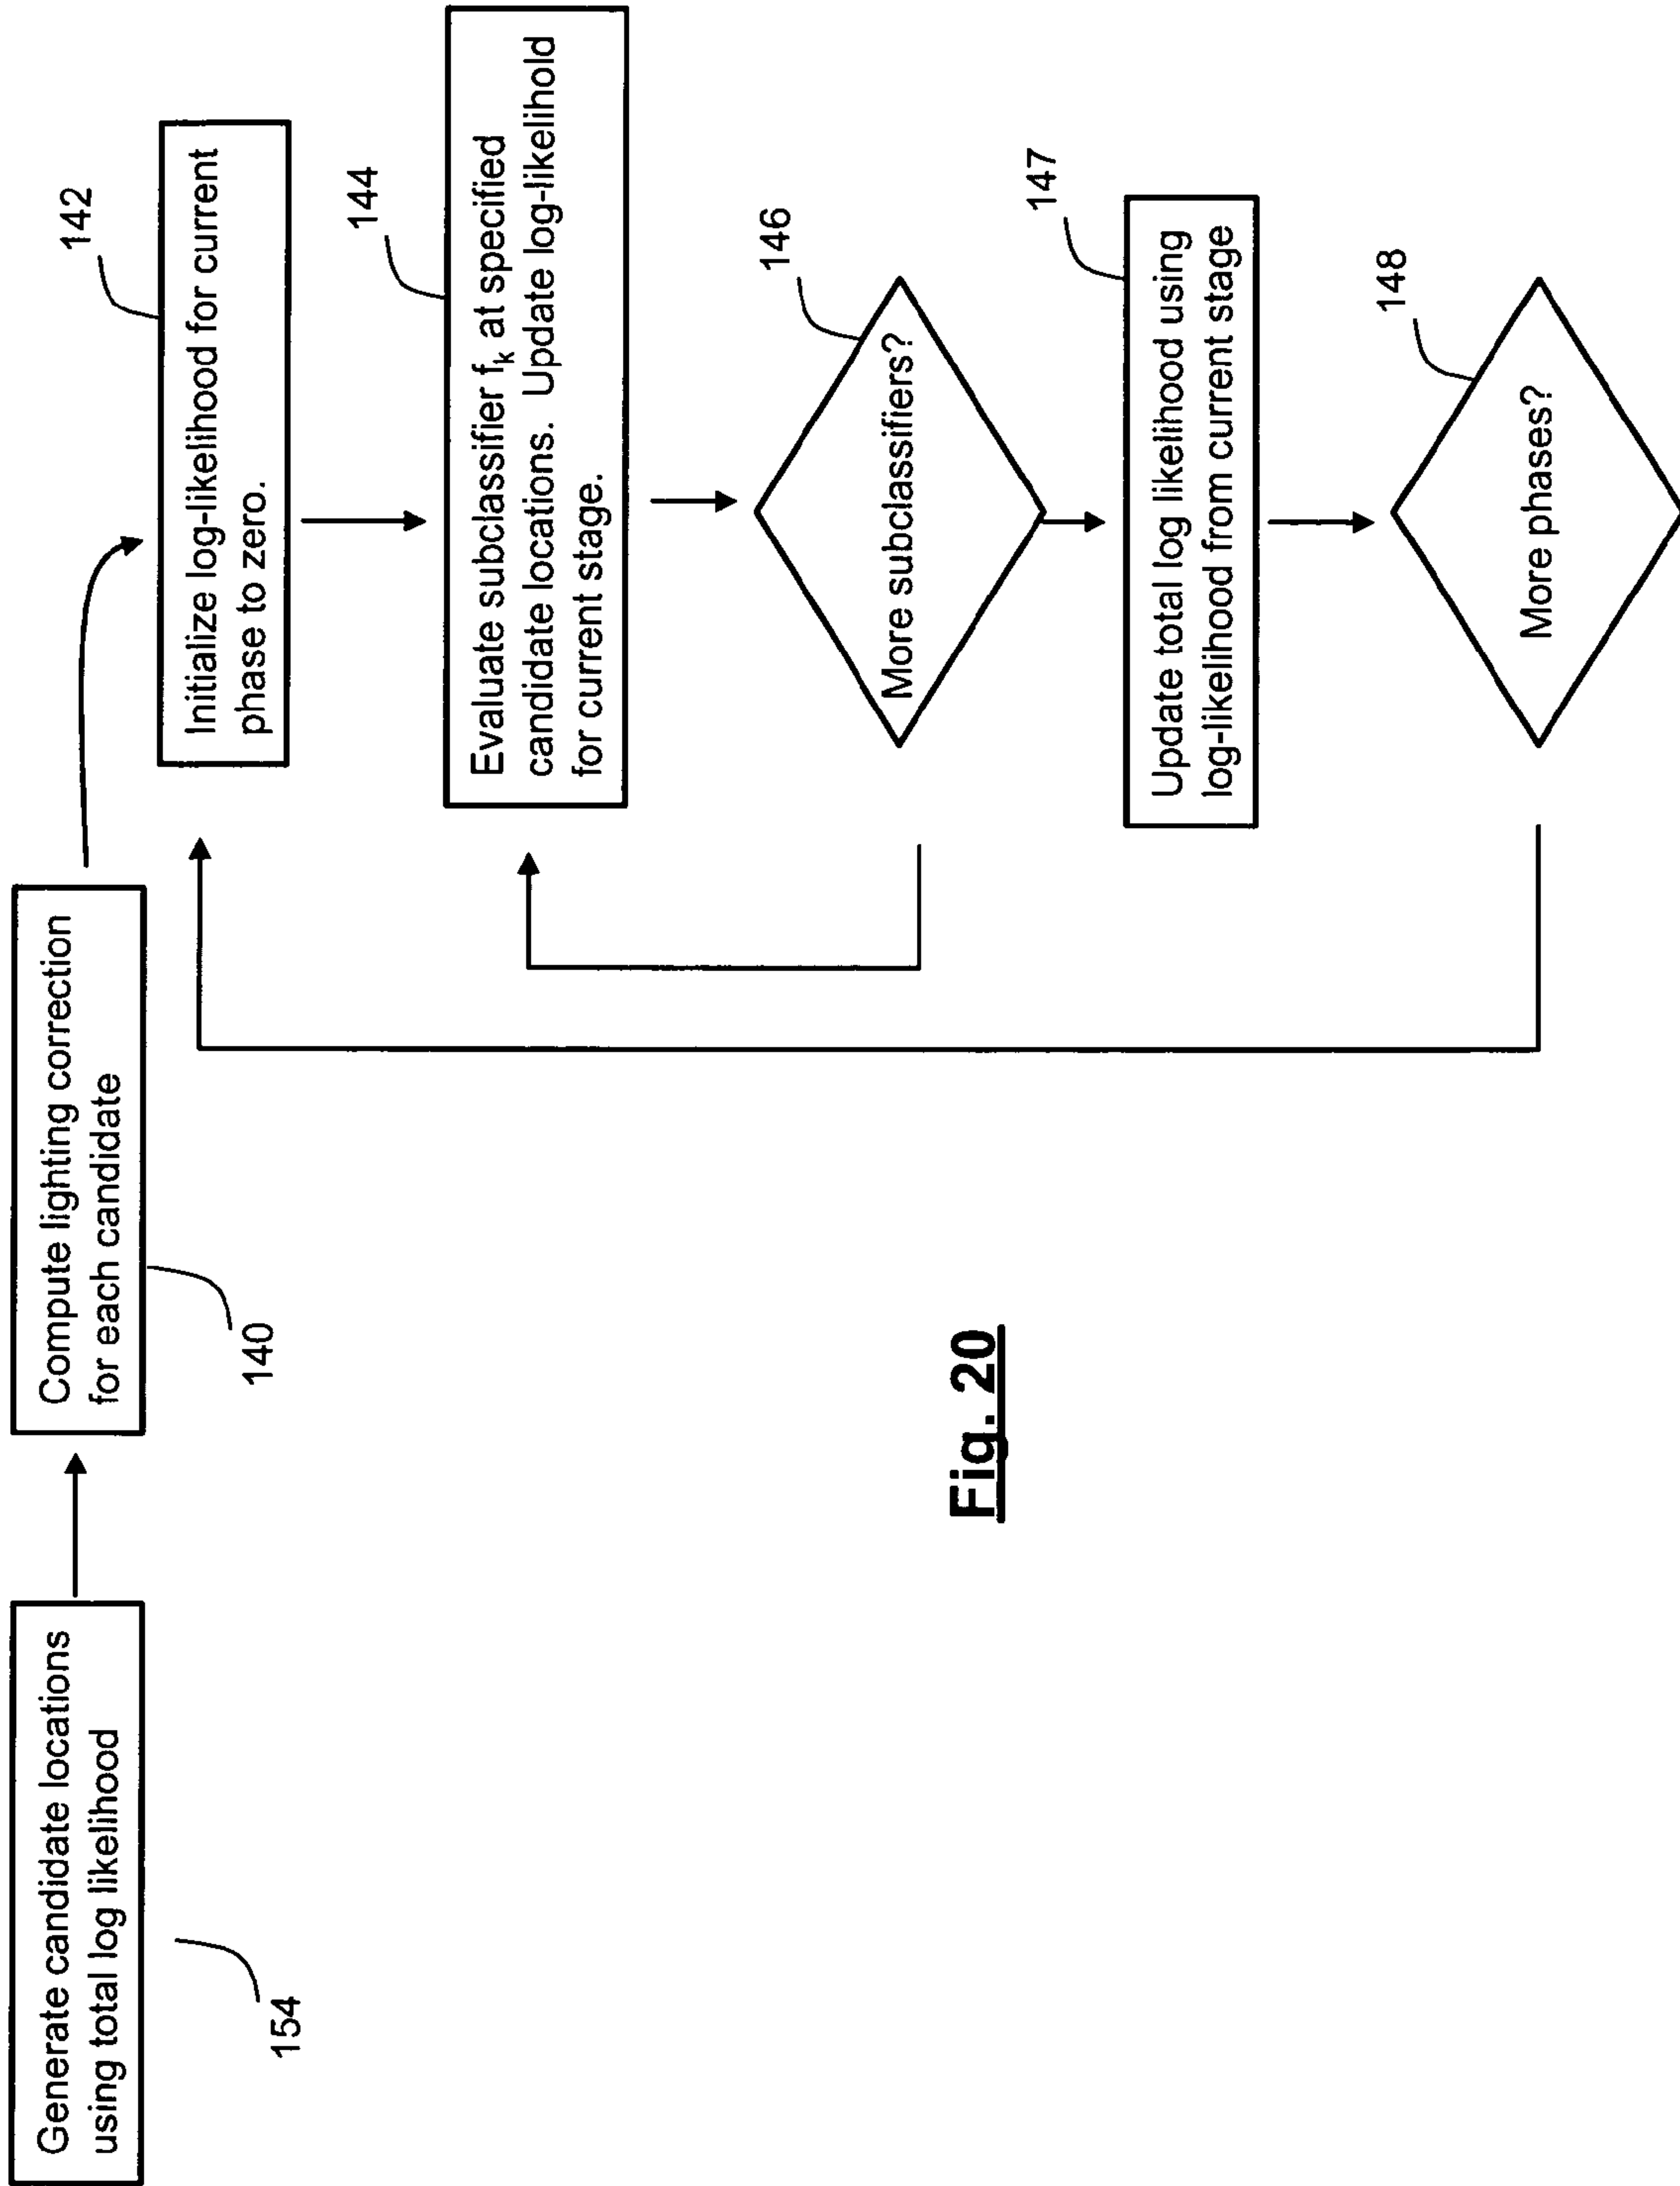 Generate candidate locations
using total log likelihood
154
Compute lighting correction
for each candidate
140
142
Initialize log-likelihood for current
phase to zero.
144
Evaluate subclassifier fk at specified
candidate locations. Update log-likelihold
for current stage.
146
More subclassifiers?
147
Update total log likelihood using
log-likelihood from current stage
148
More phases?
Fig. 20